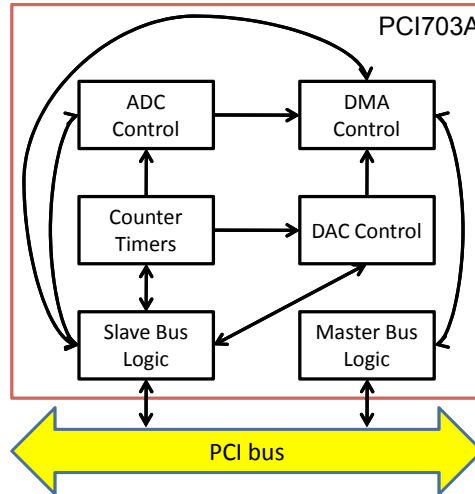 PCI703A
ADC
Control
DMA
Control
Counter
Timers
DAC Control
Slave Bus
Logic
Master Bus
Logic
PCI bus